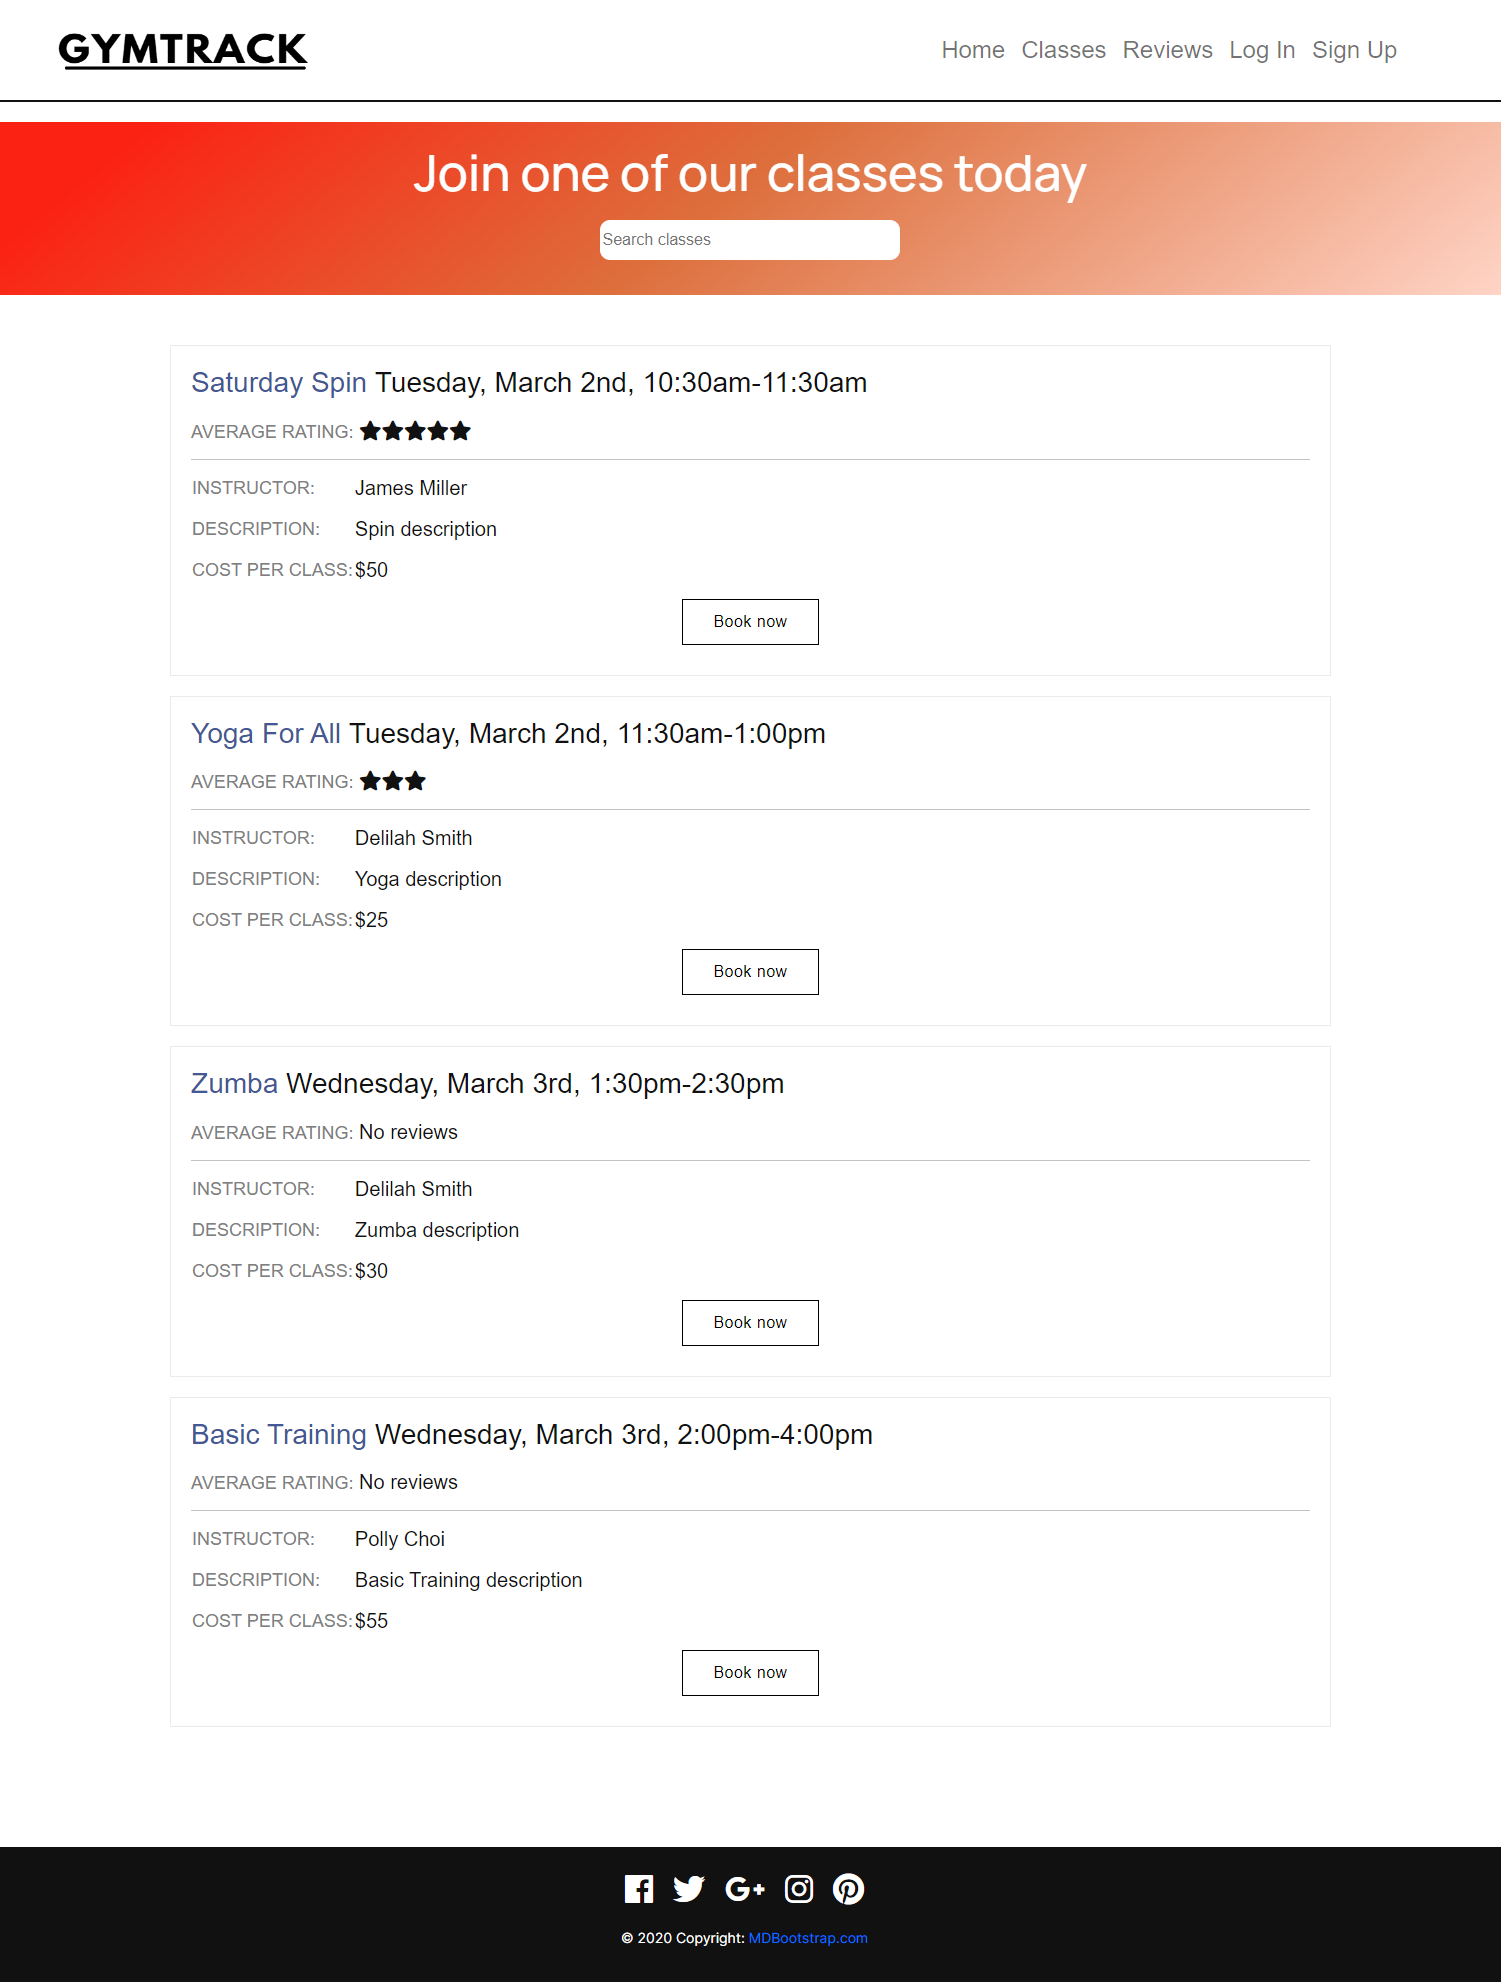 GYMTRACK
Home Classes Reviews Log In Sign Up
Join one of our classes today
Search classes
Saturday Spin Tuesday, March 2nd, 10:30am-11:30am
AVERAGE RATING:
INSTRUCTOR: James Miller
DESCRIPTION: Spin description
COST PER CLASS: $50
Book now
Yoga For All Tuesday, March 2nd, 11:30am-1:00pm
AVERAGE RATING:
INSTRUCTOR: Delilah Smith
DESCRIPTION: Yoga description
COST PER CLASS: $25
Book now
Zumba Wednesday, March 3rd, 1:30pm-2:30pm
AVERAGE RATING: No reviews
INSTRUCTOR: Delilah Smith
DESCRIPTION: Zumba description
COST PER CLASS: $30
Book now
Basic Training Wednesday, March 3rd, 2:00pm-4:00pm
AVERAGE RATING: No reviews
INSTRUCTOR: Polly Choi
DESCRIPTION: Basic Training description
COST PER CLASS: $55
Book now
© 2020 Copyright: MDBootstrap.com